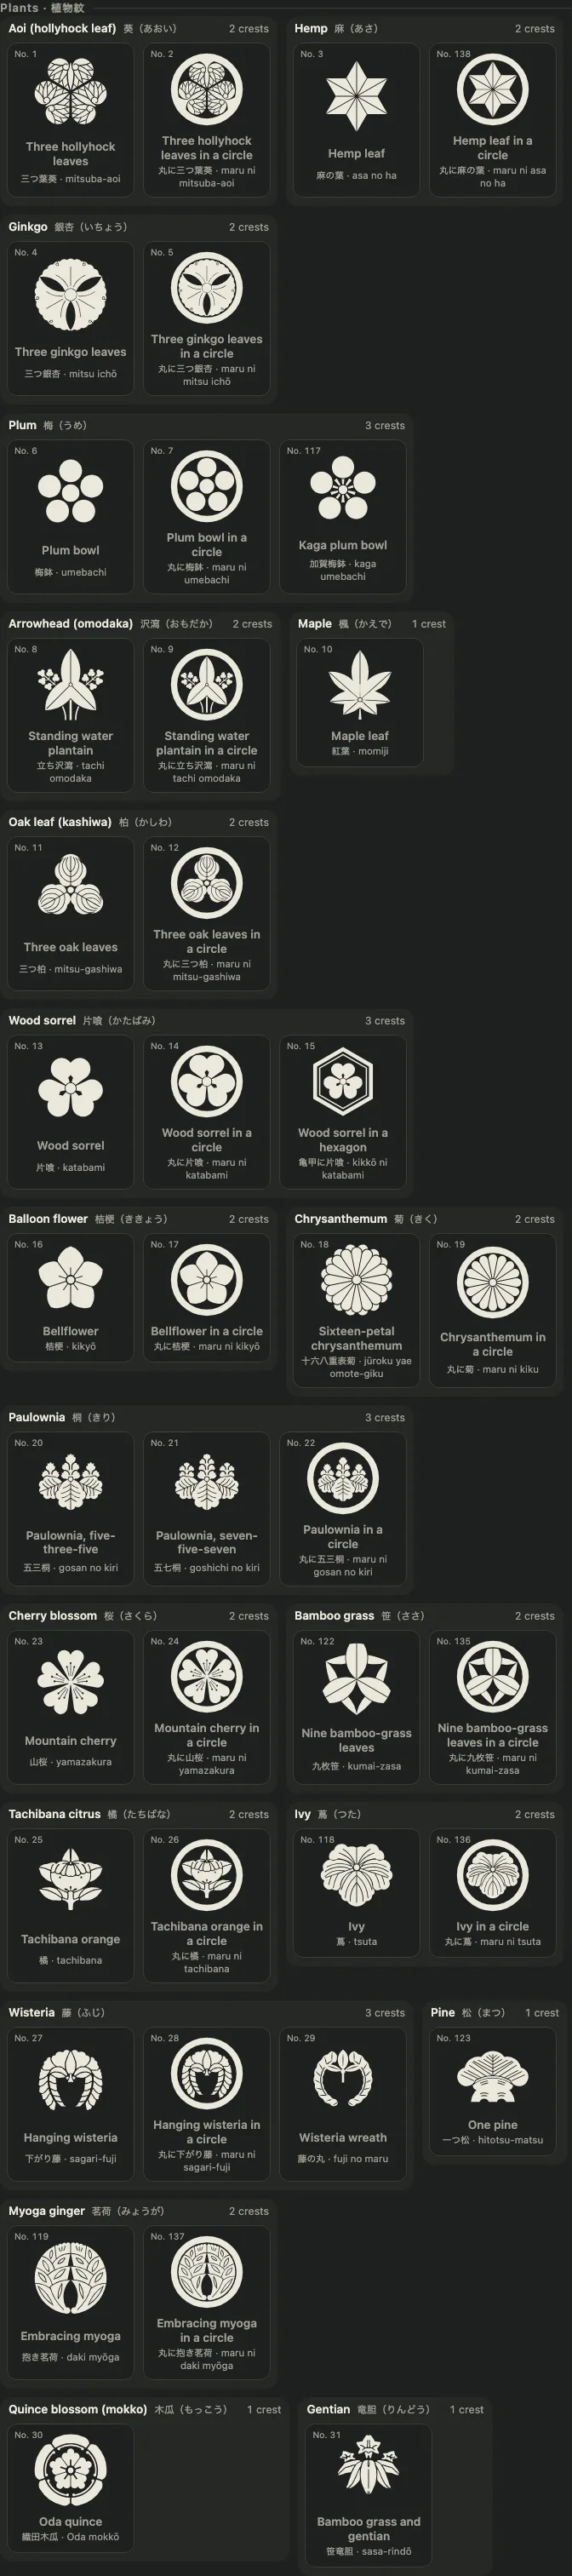 Plants · 植物紋
Aoi (hollyhock leaf) 葵（あおい） 2 crests
No. 1
Three hollyhock
leaves
三つ葉葵 · mitsuba-aoi
No. 2
Three hollyhock
leaves in a circle
丸に三つ葉葵 · maru ni
mitsuba-aoi
Hemp 麻（あさ） 2 crests
No. 3
Hemp leaf
麻の葉 · asa no ha
No. 138
Hemp leaf in a
circle
丸に麻の葉 · maru ni asa
no ha
Ginkgo 銀杏（いちょう） 2 crests
No. 4
Three ginkgo leaves
三つ銀杏 · mitsu ichō
No. 5
Three ginkgo leaves
in a circle
丸に三つ銀杏 · maru ni
mitsu ichō
Plum 梅（うめ） 3 crests
No. 6
Plum bowl
梅鉢 · umebachi
No. 7
Plum bowl in a
circle
丸に梅鉢 · maru ni
umebachi
No. 117
Kaga plum bowl
加賀梅鉢 · kaga
umebachi
Arrowhead (omodaka) 沢瀉（おもだか） 2 crests
No. 8
Standing water
plantain
立ち沢瀉 · tachi
omodaka
No. 9
Standing water
plantain in a circle
丸に立ち沢瀉 · maru ni
tachi omodaka
Maple 楓（かえで） 1 crest
No. 10
Maple leaf
紅葉 · momiji
Oak leaf (kashiwa) 柏（かしわ） 2 crests
No. 11
Three oak leaves
三つ柏 · mitsu-gashiwa
No. 12
Three oak leaves in
a circle
丸に三つ柏 · maru ni
mitsu-gashiwa
Wood sorrel 片喰（かたばみ） 3 crests
No. 13
Wood sorrel
片喰 · katabami
No. 14
Wood sorrel in a
circle
丸に片喰 · maru ni
katabami
No. 15
Wood sorrel in a
hexagon
亀甲に片喰 · kikkō ni
katabami
Balloon flower 桔梗（ききょう） 2 crests
No. 16
Bellflower
桔梗 · kikyō
No. 17
Bellflower in a circle
丸に桔梗 · maru ni kikyō
Chrysanthemum 菊（きく） 2 crests
No. 18
Sixteen-petal
chrysanthemum
十六八重表菊 · jūroku yae
omote-giku
No. 19
Chrysanthemum in
a circle
丸に菊 · maru ni kiku
Paulownia 桐（きり） 3 crests
No. 20
Paulownia, five-
three-five
五三桐 · gosan no kiri
No. 21
Paulownia, seven-
five-seven
五七桐 · goshichi no kiri
No. 22
Paulownia in a
circle
丸に五三桐 · maru ni
gosan no kiri
Cherry blossom 桜（さくら） 2 crests
No. 23
Mountain cherry
山桜 · yamazakura
No. 24
Mountain cherry in
a circle
丸に山桜 · maru ni
yamazakura
Bamboo grass 笹（ささ） 2 crests
No. 122
Nine bamboo-grass
leaves
九枚笹 · kumai-zasa
No. 135
Nine bamboo-grass
leaves in a circle
丸に九枚笹 · maru ni
kumai-zasa
Tachibana citrus 橘（たちばな） 2 crests
No. 25
Tachibana orange
橘 · tachibana
No. 26
Tachibana orange in
a circle
丸に橘 · maru ni
tachibana
Ivy 蔦（つた） 2 crests
No. 118
Ivy
蔦 · tsuta
No. 136
Ivy in a circle
丸に蔦 · maru ni tsuta
Wisteria 藤（ふじ） 3 crests
No. 27
Hanging wisteria
下がり藤 · sagari-fuji
No. 28
Hanging wisteria in
a circle
丸に下がり藤 · maru ni
sagari-fuji
No. 29
Wisteria wreath
藤の丸 · fuji no maru
Pine 松（まつ） 1 crest
No. 123
One pine
一つ松 · hitotsu-matsu
Myoga ginger 茗荷（みょうが） 2 crests
No. 119
Embracing myoga
抱き茗荷 · daki myōga
No. 137
Embracing myoga
in a circle
丸に抱き茗荷 · maru ni
daki myōga
Quince blossom (mokko) 木瓜（もっこう） 1 crest
No. 30
Oda quince
織田木瓜 · Oda mokkō
Gentian 竜胆（りんどう） 1 crest
No. 31
Bamboo grass and
gentian
笹竜胆 · sasa-rindō